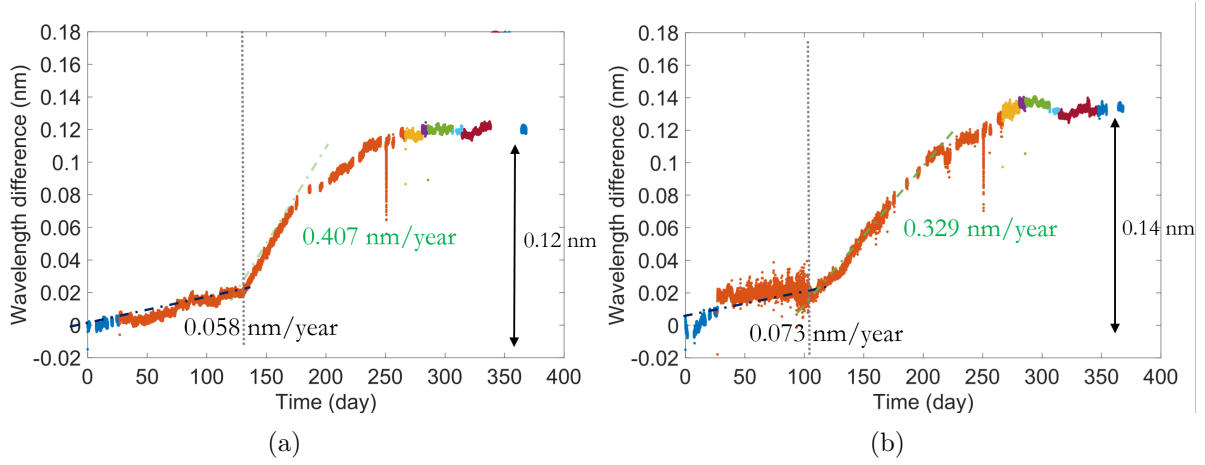 0.18
0.16
0.14
0.12
0.1
0.08
0.06
0.04
0.02
0
-0.02
Wavelength difference (nm)
0.407 nm/year
0.12 nm
0.058 nm/year
0 50 100 150 200 250 300 350 400
Time (day)
(a)
0.18
0.16
0.14
0.12
0.1
0.08
0.06
0.04
0.02
0
-0.02
Wavelength difference (nm)
0.329 nm/year
0.14 nm
0.073 nm/year
0 50 100 150 200 250 300 350 400
Time (day)
(b)